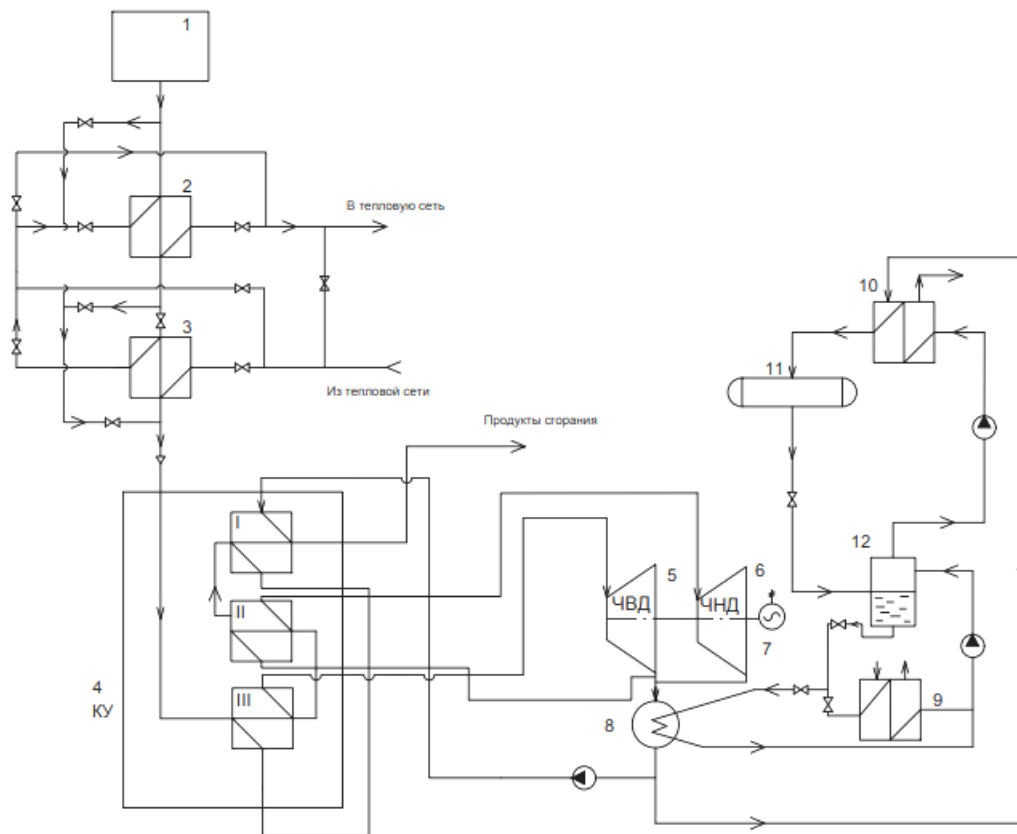 1
2
В тепловую сеть
10
3
11
Из тепловой сети
Продукты сгорания
I
12
5
6
ЧВД
ЧНД
II
7
4
КУ
III
8
9